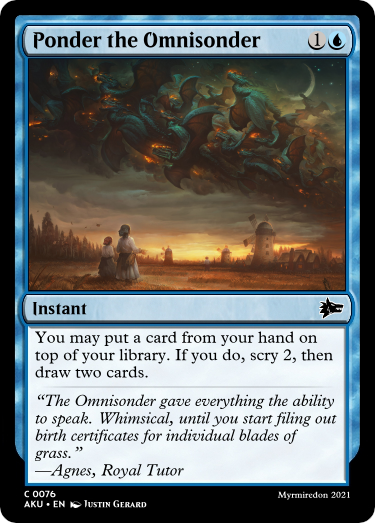 Ponder the Omnisonder 1
Instant
You may put a card from your hand on
top of your library. If you do, scry 2, then
draw two cards.
“The Omnisonder gave everything the ability
to speak. Whimsical, until you start filing out
birth certificates for individual blades of
grass.”
—Agnes, Royal Tutor
C 0076
AKU • EN Justin Gerard
Myrmiredon 2021